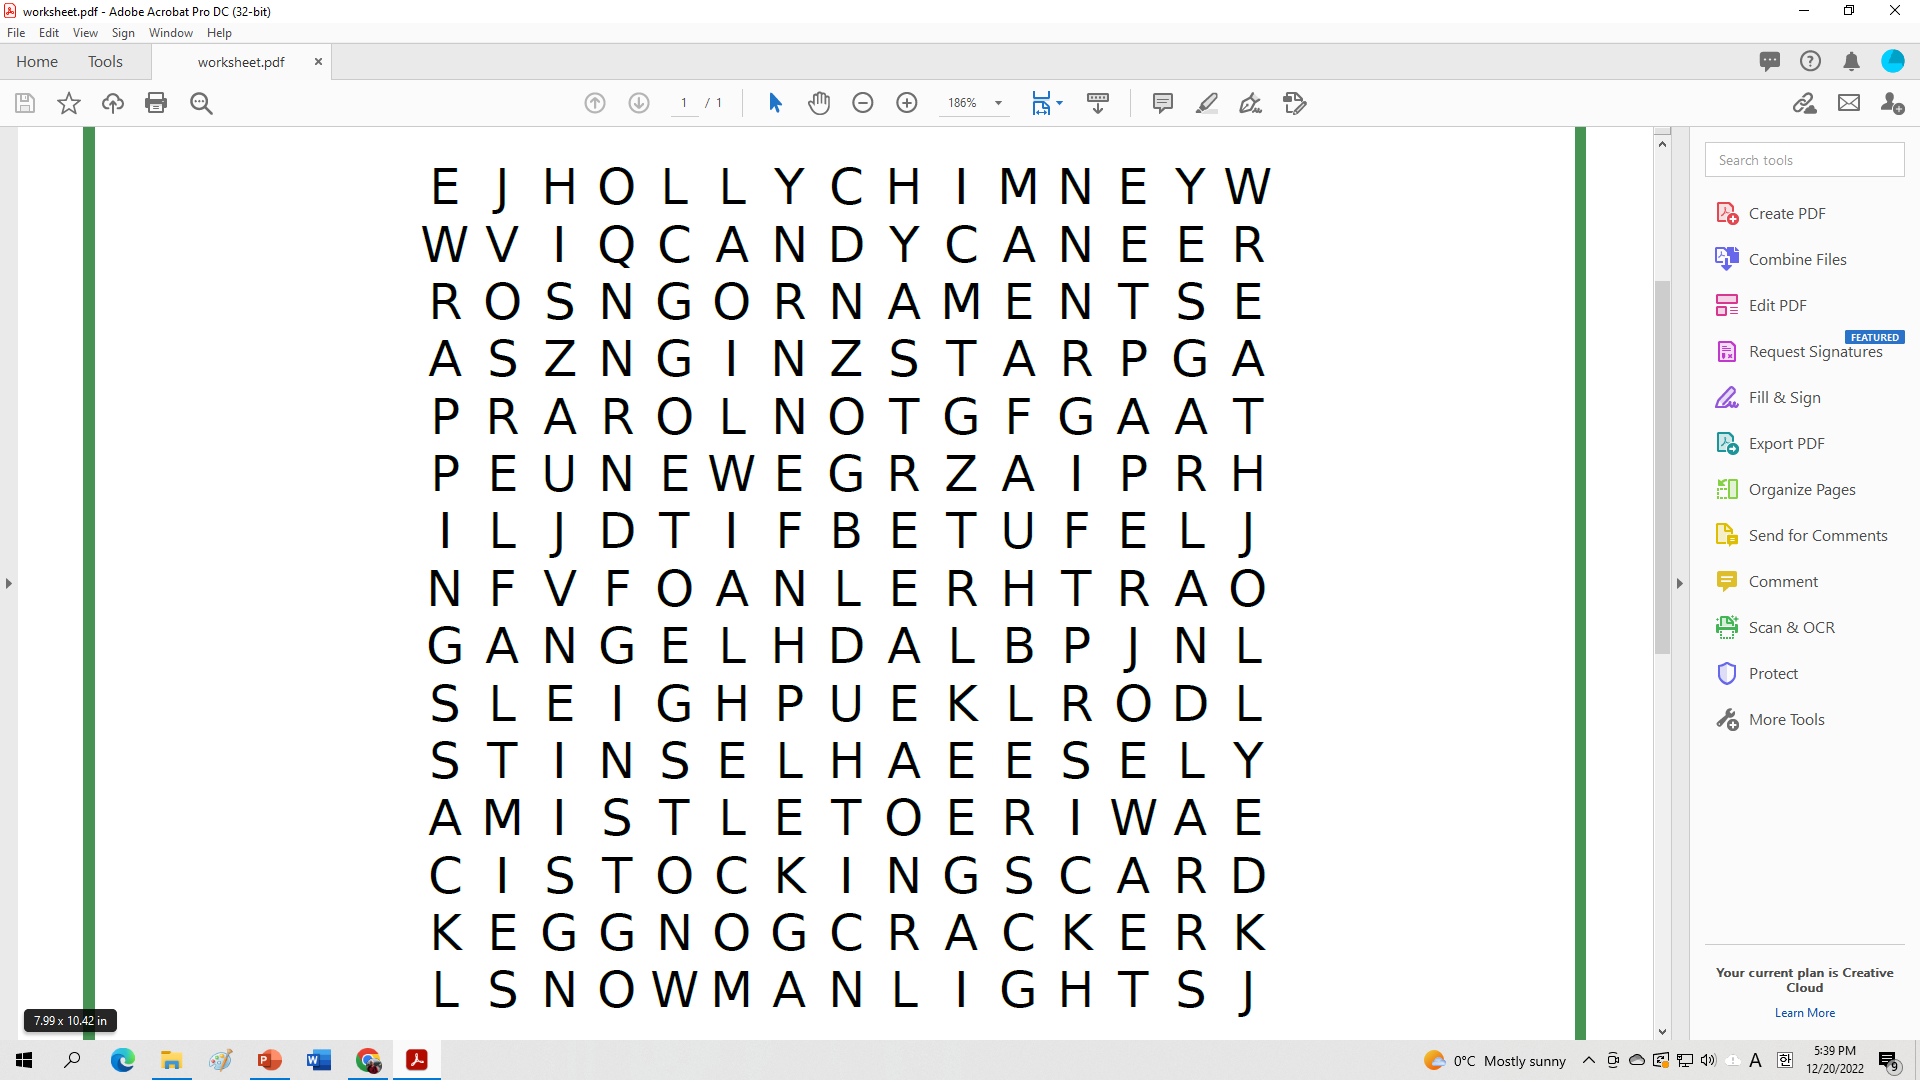 worksheet.pdf - Adobe Acrobat Pro DC (32-bit)
File Edit View Sign Window Help
Home Tools worksheet.pdf
1 / 1 186%
E J H O L L Y C H I M N E Y W
W V I Q C A N D Y C A N E E R
R O S N G O R N A M E N T S E
A S Z N G I N Z S T A R P G A
P R A R O L N O T G F G A A T
P E U N E W E G R Z A I P R H
I L J D T I F B E T U F E L J
N F V F O A N L E R H T R A O
G A N G E L H D A L B P J N L
S L E I G H P U E K L R O D L
S T I N S E L H A E E S E L Y
A M I S T L E T O E R I W A E
C I S T O C K I N G S C A R D
K E G G N O G C R A C K E R K
L S N O W M A N L I G H T S J
7.99 x 10.42 in
Search tools
Create PDF
Combine Files
Edit PDF
FEATURED
Request Signatures
Fill & Sign
Export PDF
Organize Pages
Send for Comments
Comment
Scan & OCR
Protect
More Tools
Your current plan is Creative
Cloud
Learn More
0°C Mostly sunny
A 한
5:39 PM
12/20/2022
9